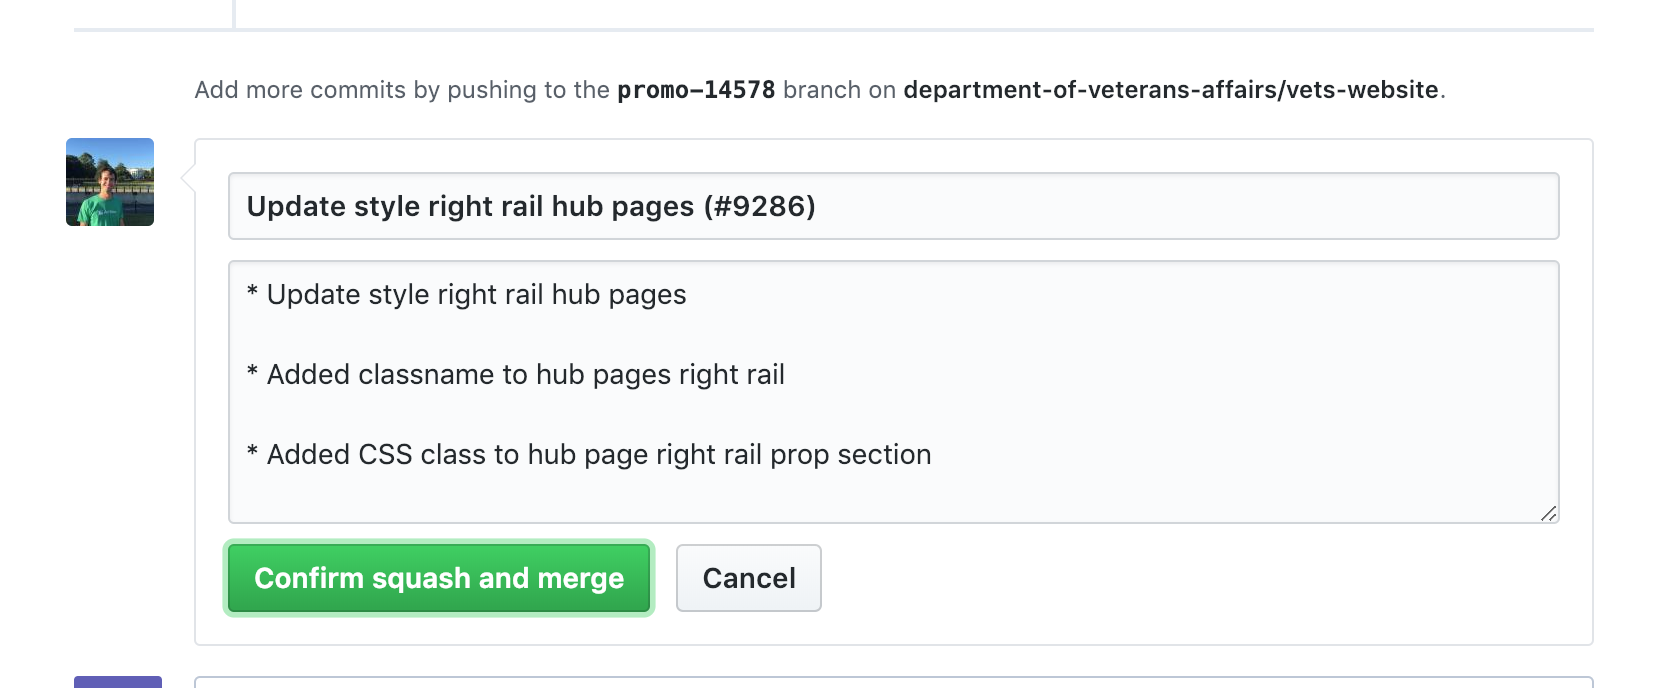 Add more commits by pushing to the promo-14578 branch on department-of-veterans-affairs/vets-website.
Update style right rail hub pages (#9286)
* Update style right rail hub pages
* Added classname to hub pages right rail
* Added CSS class to hub page right rail prop section
Confirm squash and merge
Cancel